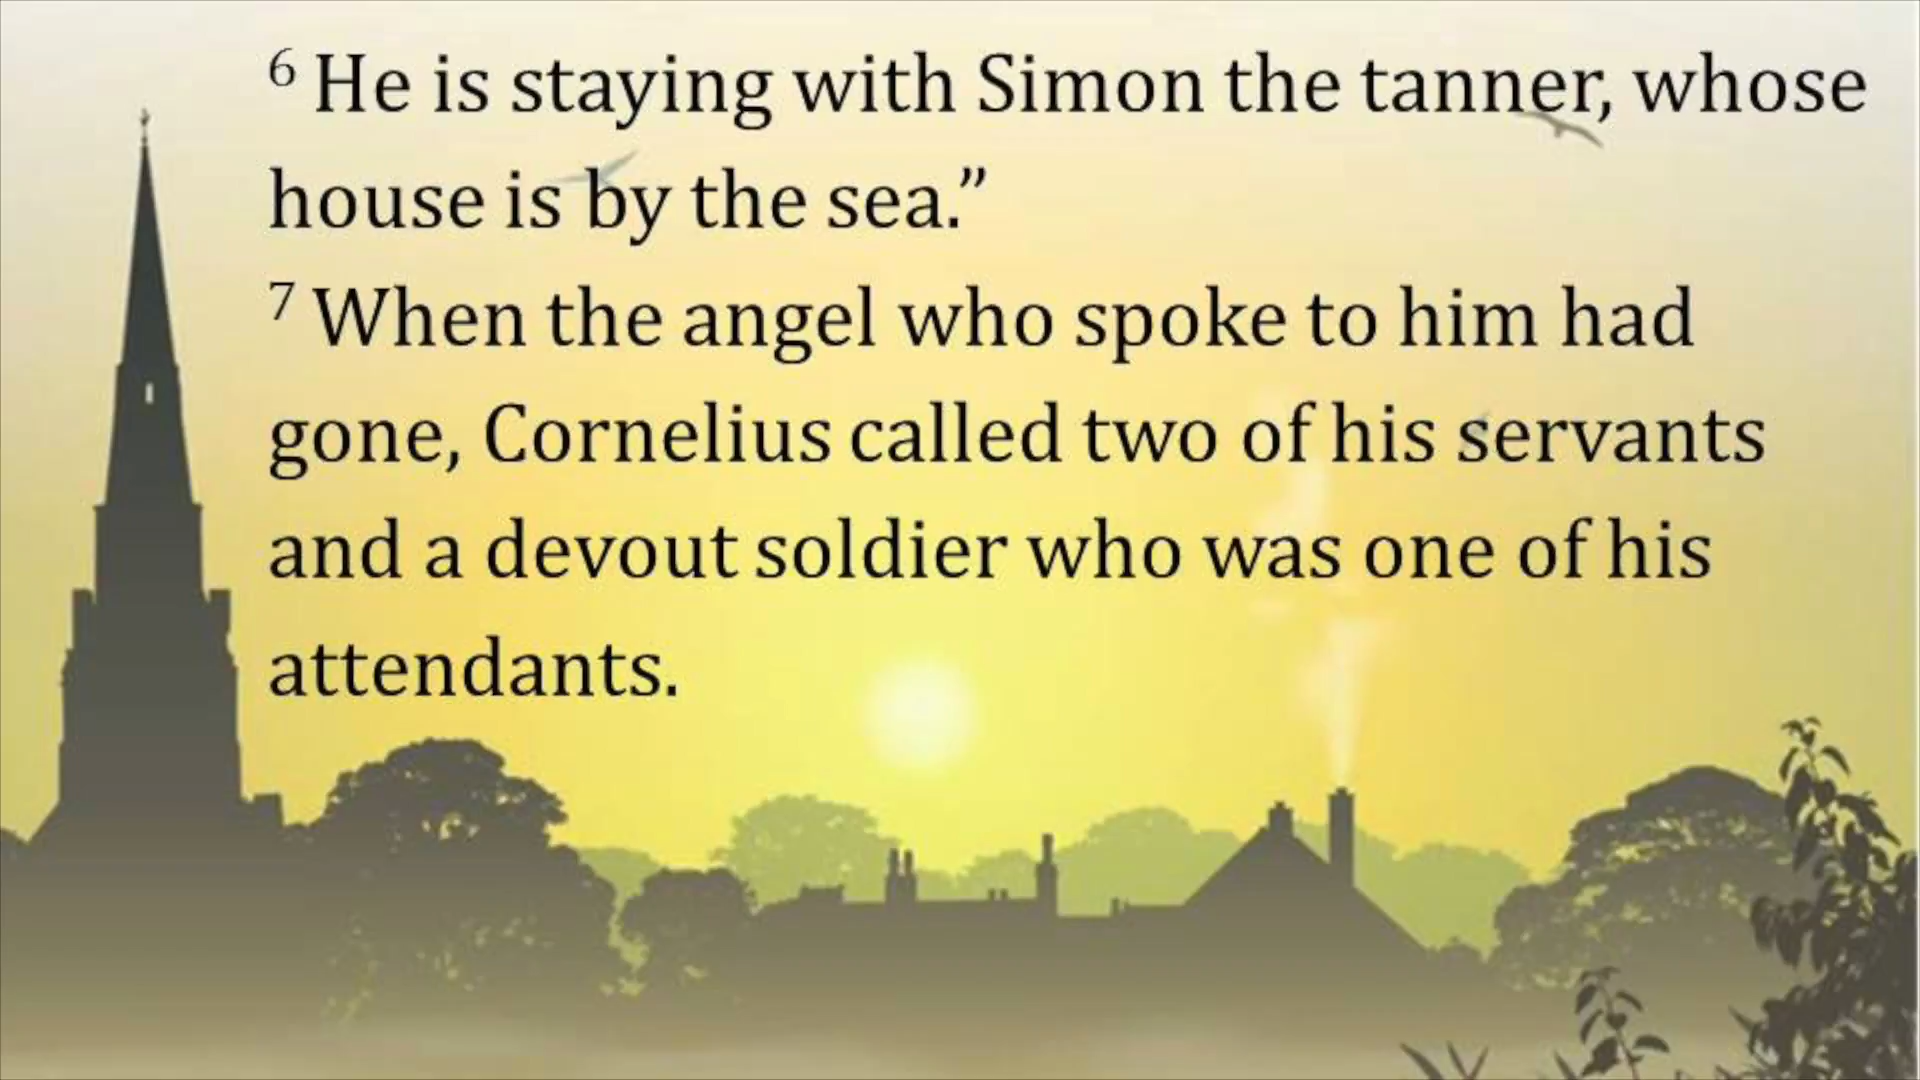 6 He is staying with Simon the tanner, whose
house is by the sea.”
7 When the angel who spoke to him had
gone, Cornelius called two of his servants
and a devout soldier who was one of his
attendants.